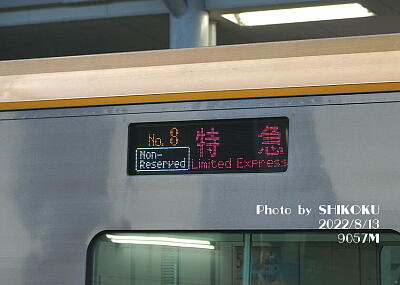 No. 8 特急
Non-
Reserved Limited Express
Photo by SHIKOKU
2022/8/13
9057M